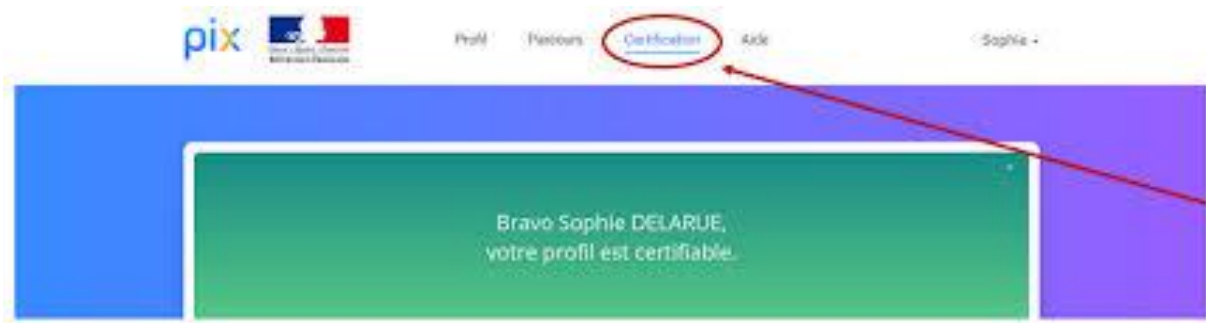 pix
Profil Parcours Certification Aide Sophie
Bravo Sophie DELARUE,
votre profil est certifiable.